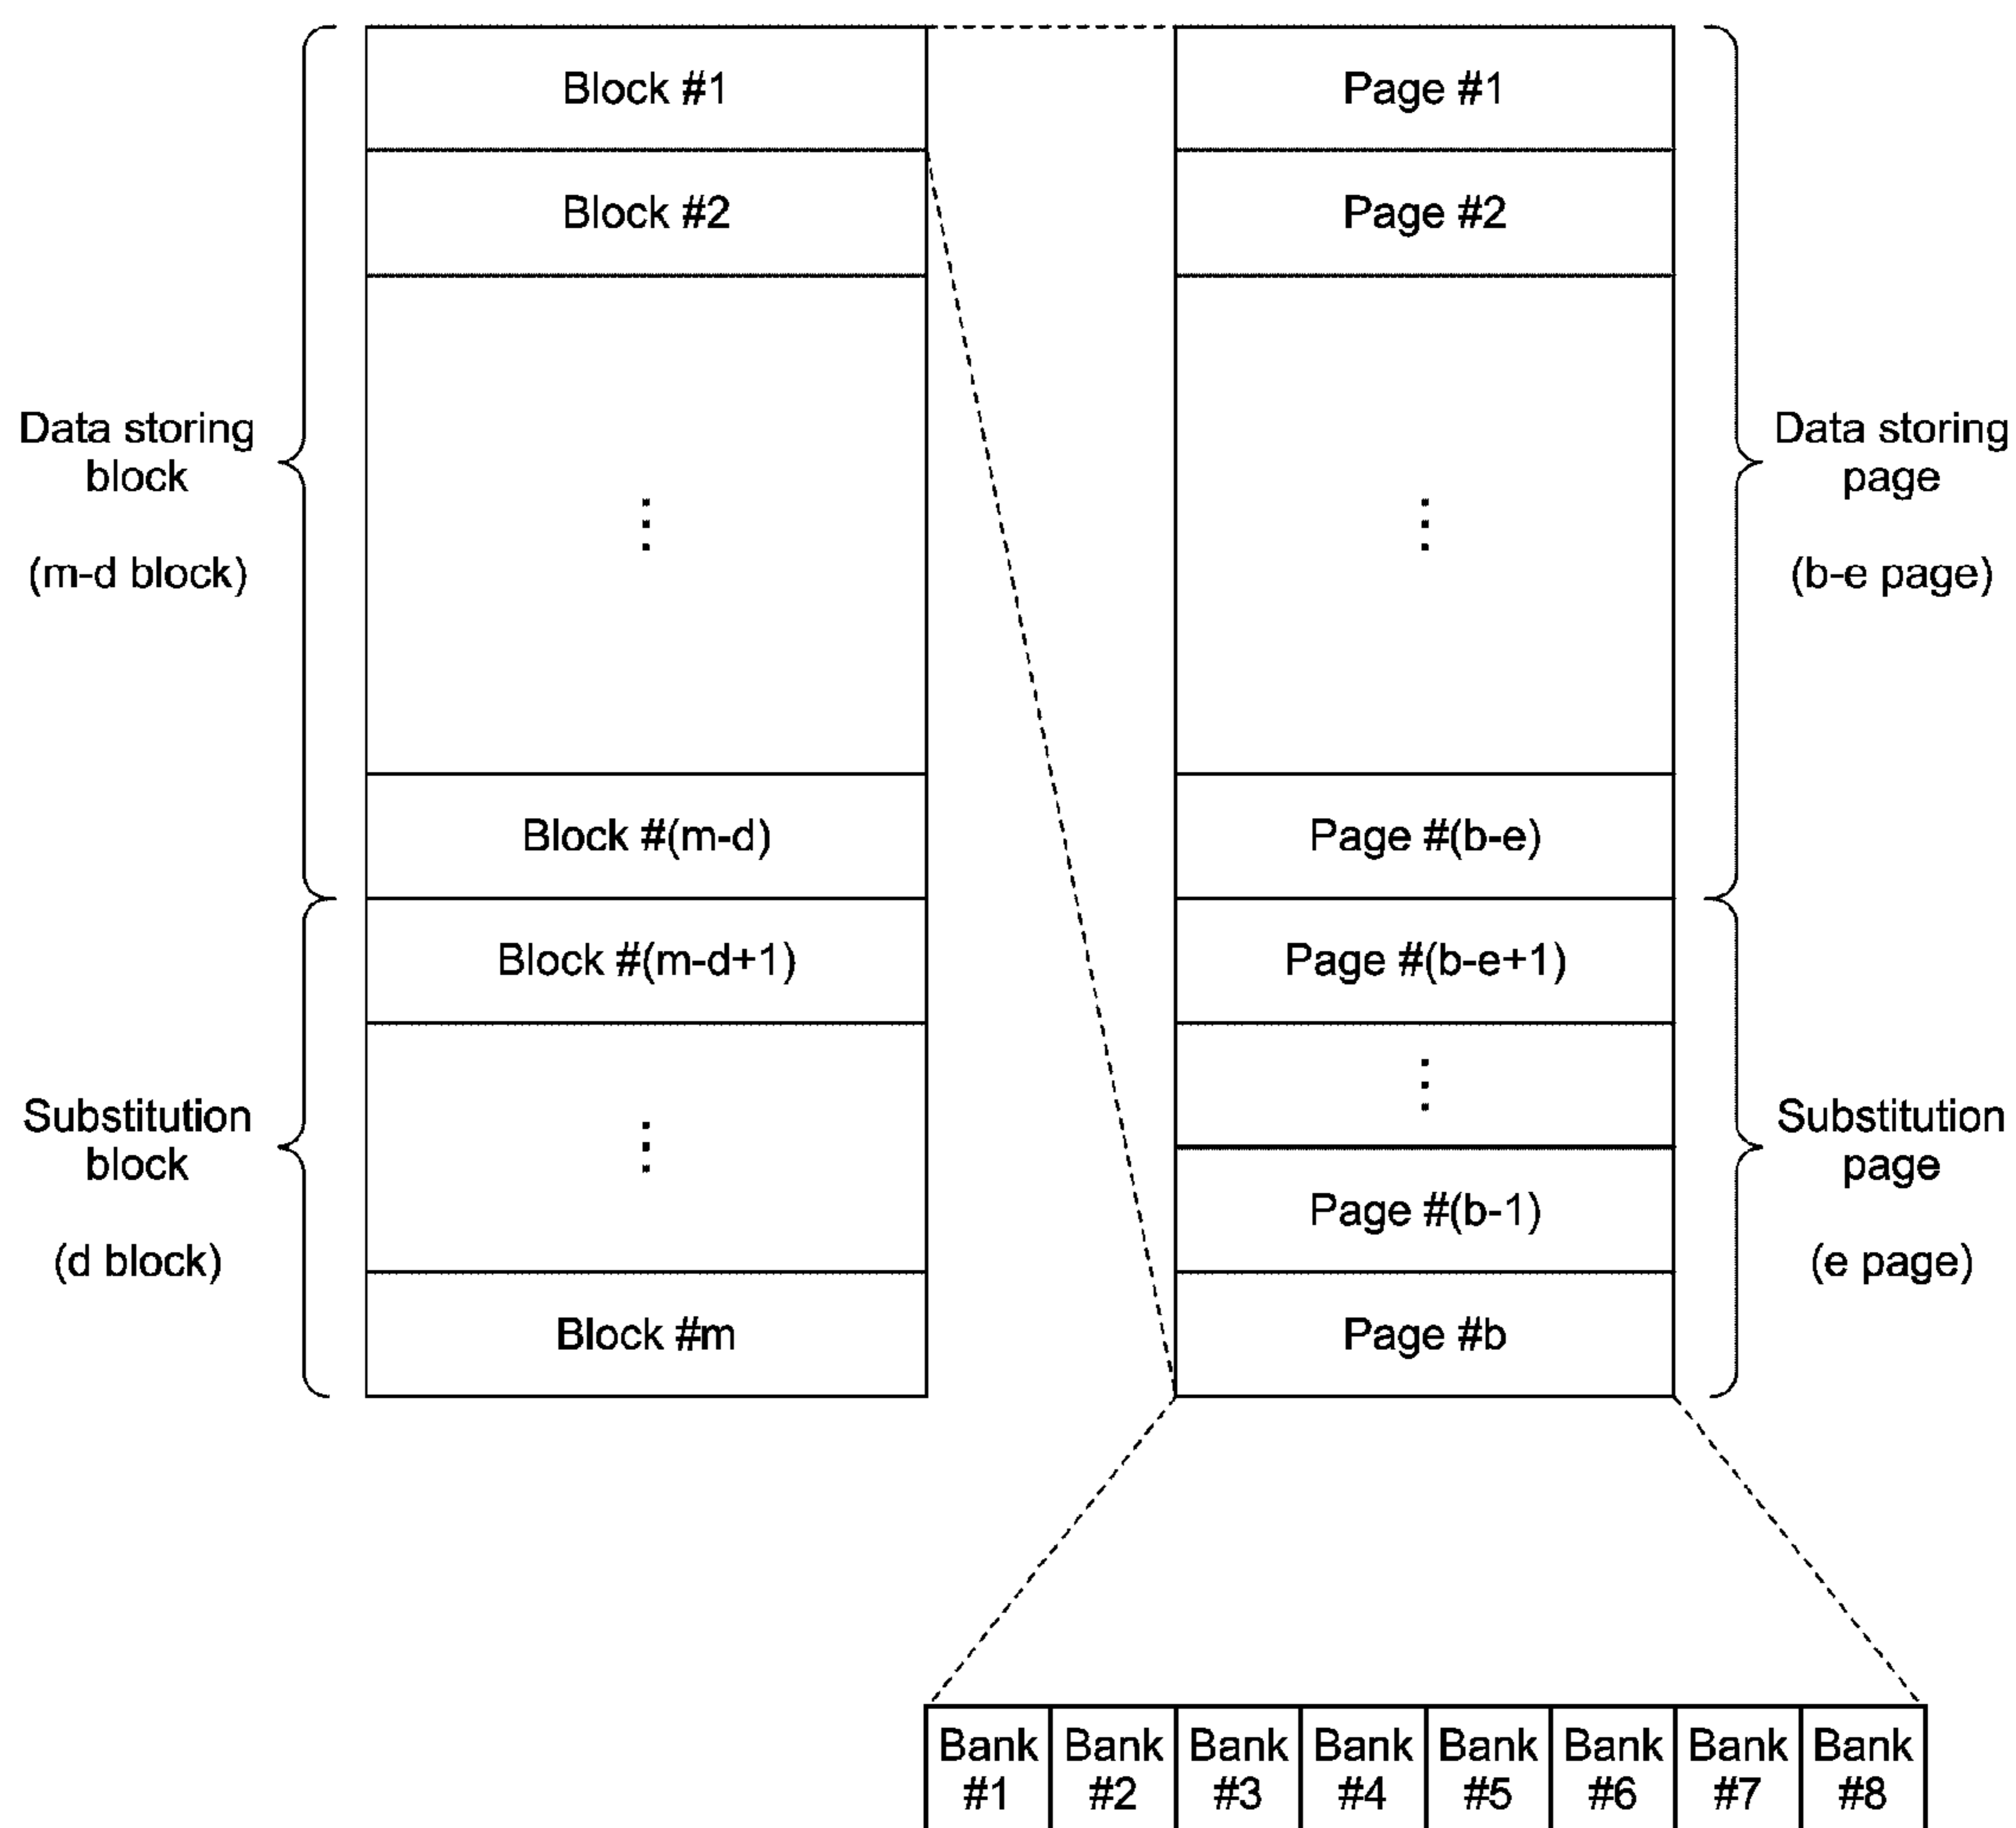 Block #1
Block #2
⋮
Block #(m-d)
Block #(m-d+1)
⋮
Block #m
Data storing
block
(m-d block)
Substitution
block
(d block)
Page #1
Page #2
⋮
Page #(b-e)
Page #(b-e+1)
⋮
Page #(b-1)
Page #b
Data storing
page
(b-e page)
Substitution
page
(e page)
Bank
#1
Bank
#2
Bank
#3
Bank
#4
Bank
#5
Bank
#6
Bank
#7
Bank
#8